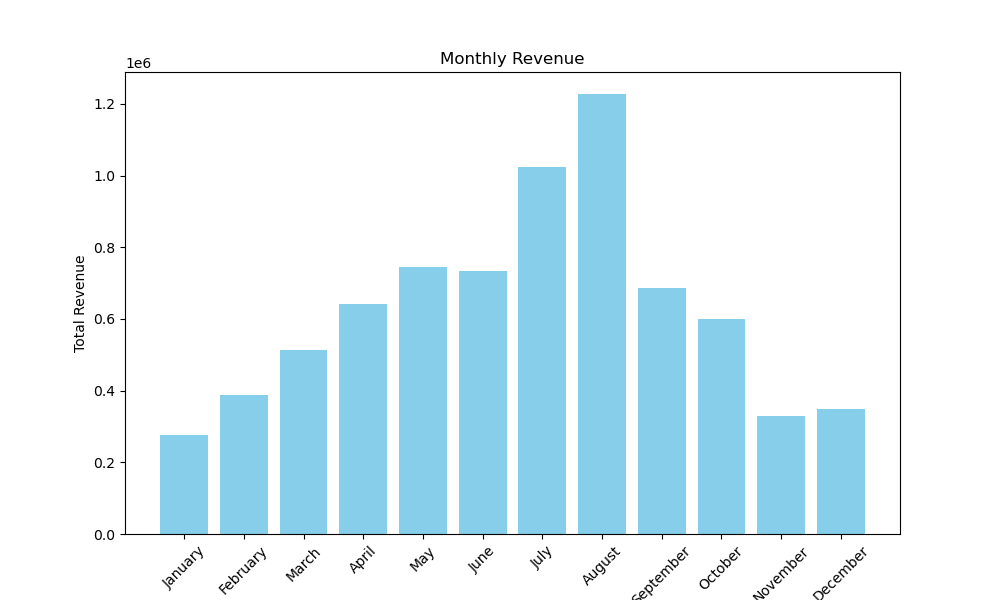 Monthly Revenue
1e6
1.2
1.0
0.8
0.6
0.4
0.2
0.0
Total Revenue
January
February
March
April
May
June
July
August
September
October
November
December